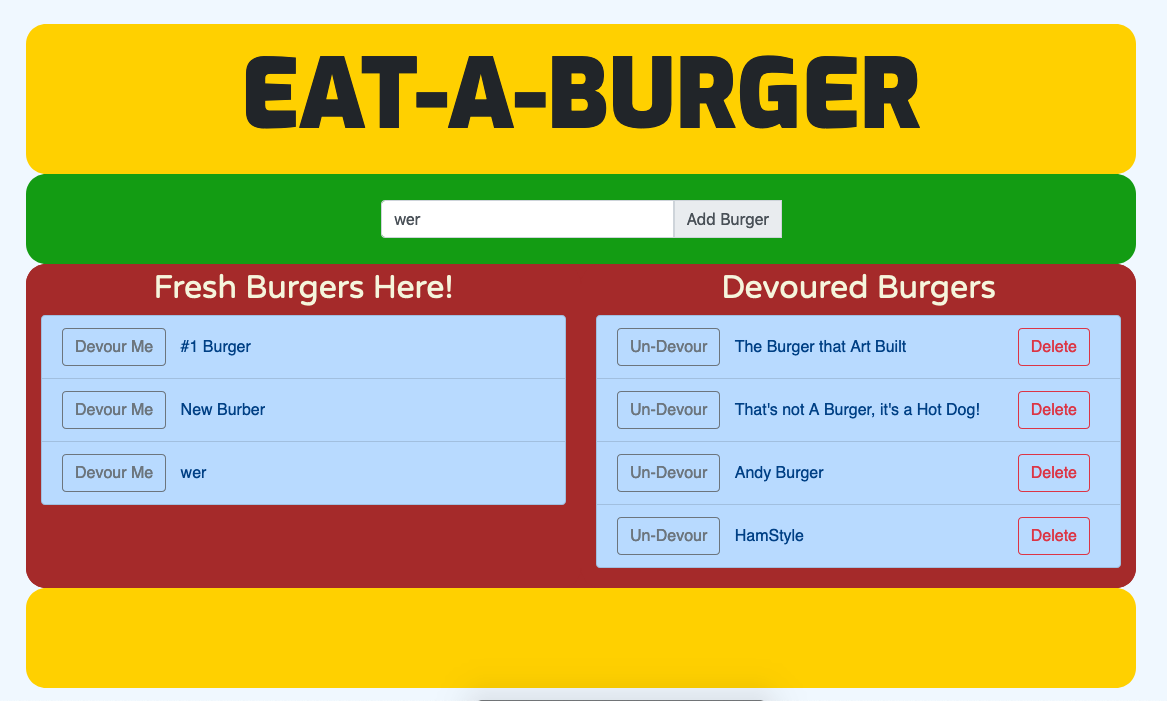 EAT-A-BURGER
wer Add Burger
Fresh Burgers Here!
Devour Me #1 Burger
Devour Me New Burber
Devour Me wer
Devoured Burgers
Un-Devour The Burger that Art Built Delete
Un-Devour That's not A Burger, it's a Hot Dog! Delete
Un-Devour Andy Burger Delete
Un-Devour HamStyle Delete